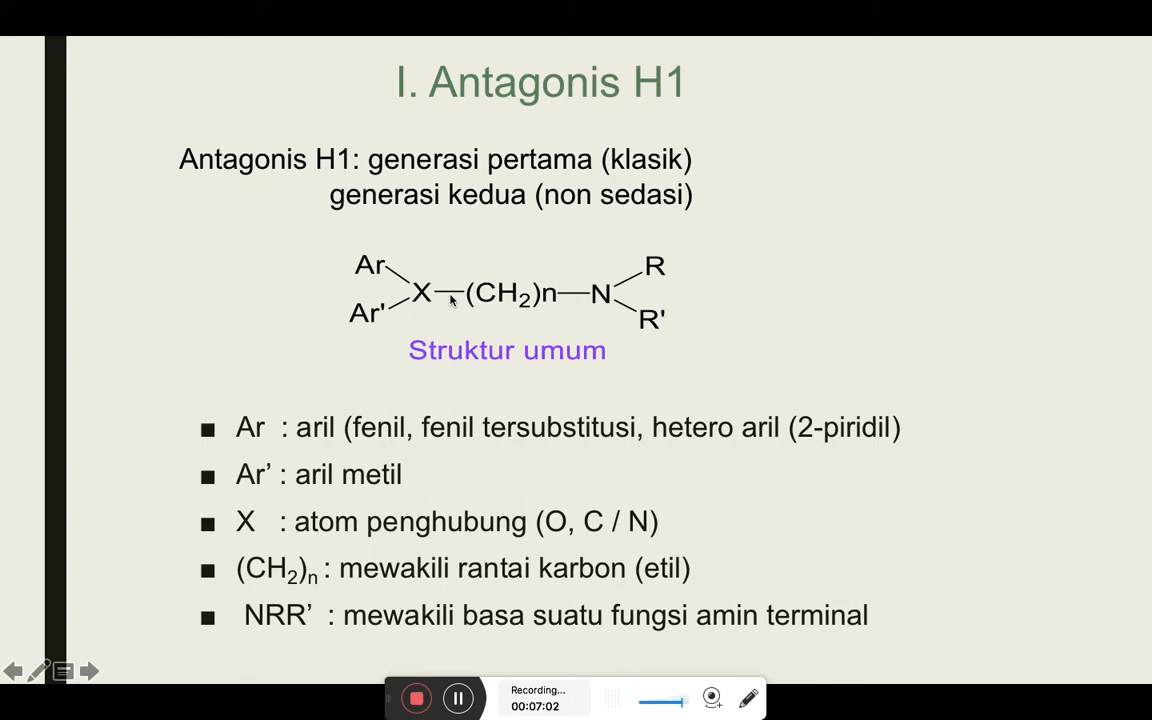 I. Antagonis H1
Antagonis H1: generasi pertama (klasik)
generasi kedua (non sedasi)
Ar
R
X—(CH₂)n—N
Ar'
R'
Struktur umum
■ Ar : aril (fenil, fenil tersubstitusi, hetero aril (2-piridil)
■ Ar’ : aril metil
■ X : atom penghubung (O, C / N)
■ (CH₂)ₙ : mewakili rantai karbon (etil)
■ NRR’ : mewakili basa suatu fungsi amin terminal
Recording...
00:07:02